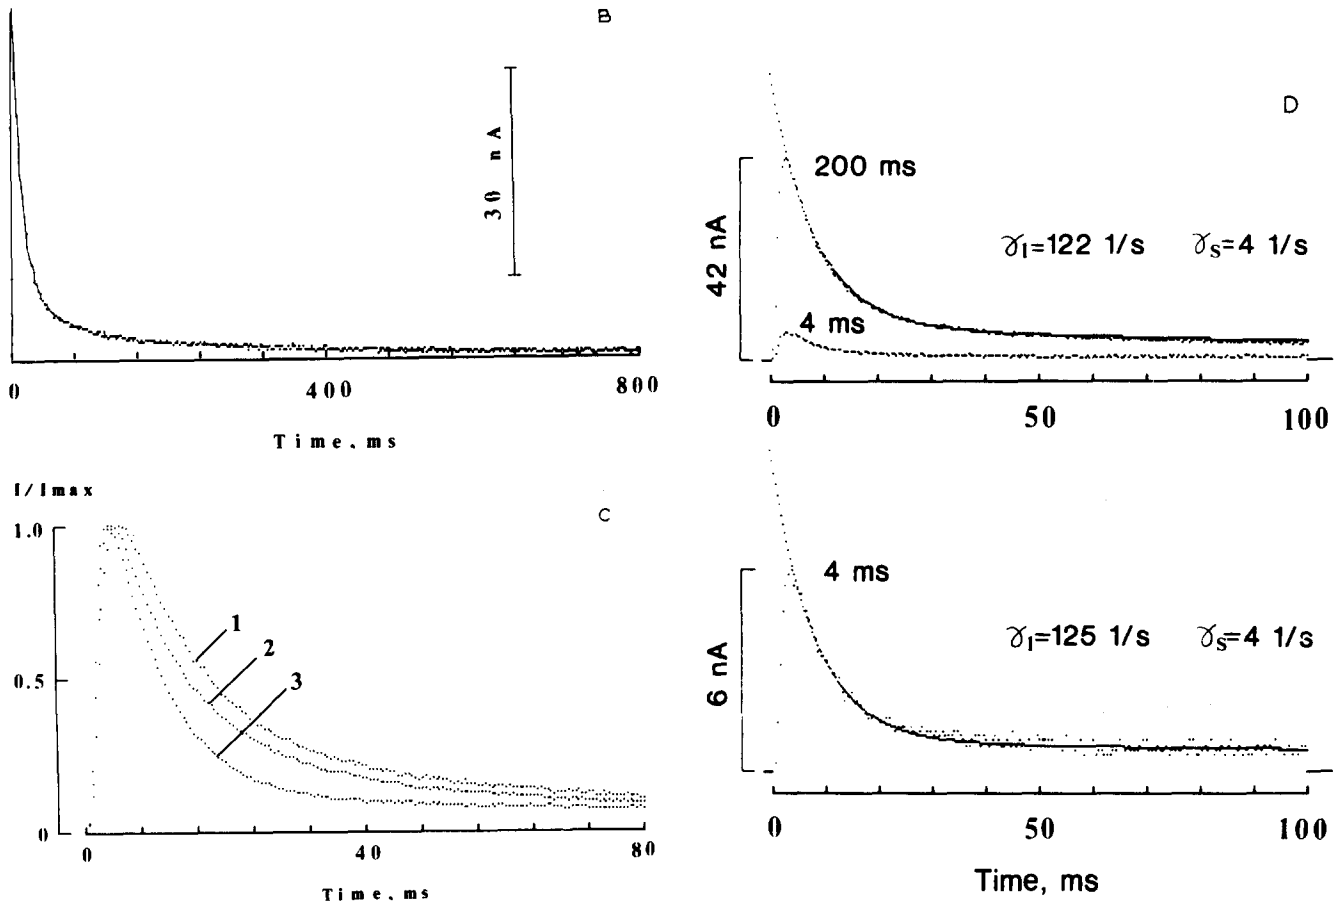 B
30 nA
0 400 800
Time, ms
I/Imax
C
1.0
0.5
0
1
2
3
0 40 80
Time, ms
D
42 nA
200 ms
γI=122 1/s γS=4 1/s
4 ms
0 50 100
6 nA
4 ms
γI=125 1/s γS=4 1/s
0 50 100
Time, ms